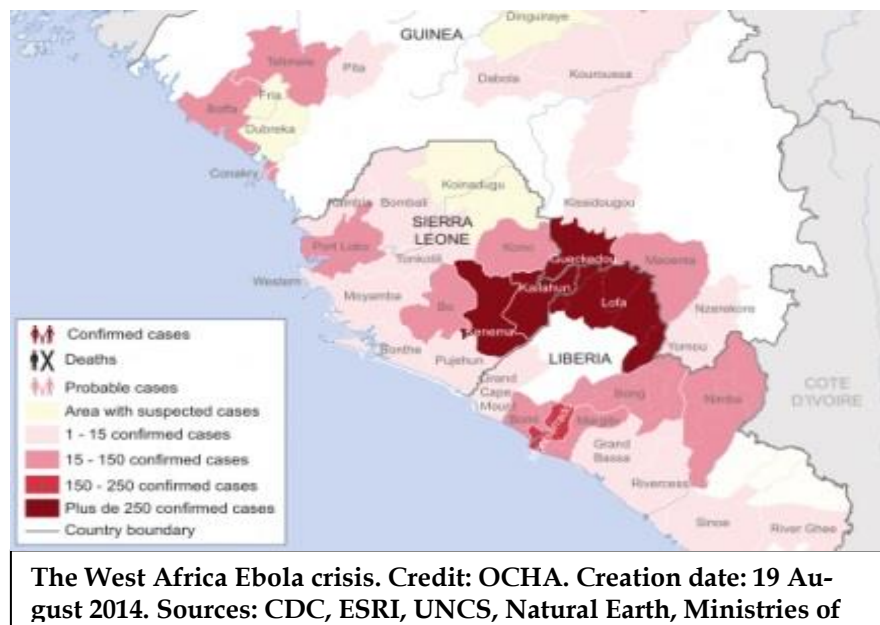 Dinguiraye
GUINEA
Telimele
Pita
Dabola
Kouroussa
Fria
Boffa
Dubreka
Conakry
Koinadugu
Kambia
Bombali
Kissidougou
SIERRA
LEONE
Port Loko
Kono
Gueckedou
Macenta
Tonkolili
Western
Kailahun
Moyamba
Bo
Lofa
Nzerekore
Kenema
Yomou
Bonthe
Pujehun
LIBERIA
Grand
Cape
Mount
Bong
Nimba
COTE
D'IVOIRE
Bomi
Margibi
Grand
Bassa
Rivercess
Sinoe
River Ghee
Confirmed cases
Deaths
Probable cases
Area with suspected cases
1 - 15 confirmed cases
15 - 150 confirmed cases
150 - 250 confirmed cases
Plus de 250 confirmed cases
Country boundary
The West Africa Ebola crisis. Credit: OCHA. Creation date: 19 Au-
gust 2014. Sources: CDC, ESRI, UNCS, Natural Earth, Ministries of